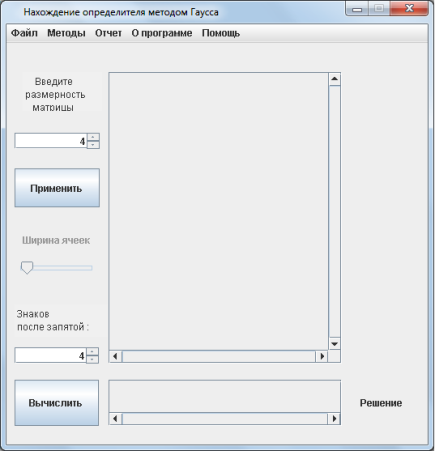 Нахождение определителя методом Гаусса
Файл Методы Отчет О программе Помощь
Введите
размерность
матрицы
4
Применить
Ширина ячеек
Знаков
после запятой :
4
Вычислить
Решение